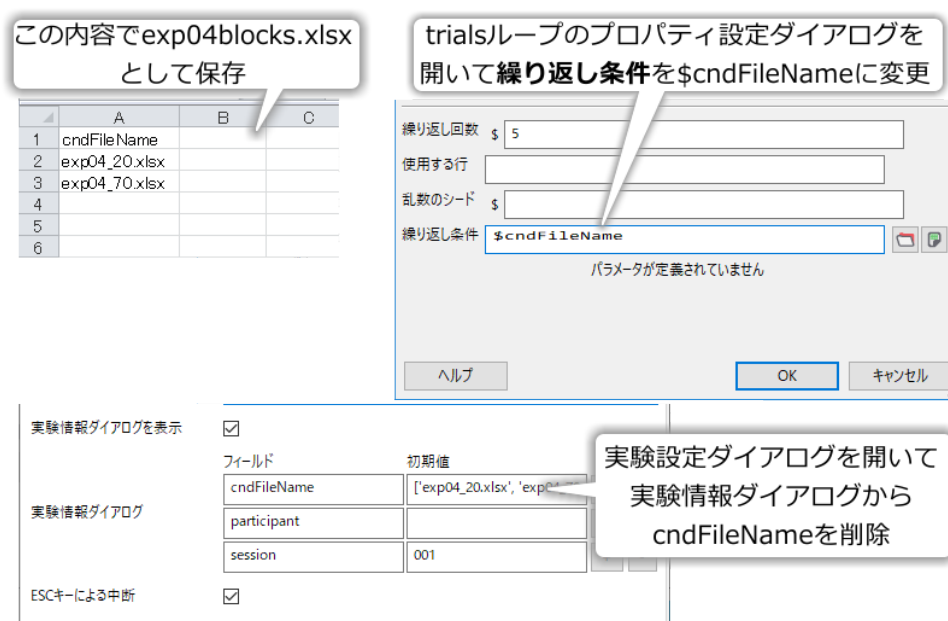 この内容でexp04blocks.xlsx
として保存
trialsループのプロパティ設定ダイアログを
開いて繰り返し条件を$cndFileNameに変更
A B C
1 cndFileName
2 exp04_20.xlsx
3 exp04_70.xlsx
4
5
6
繰り返し回数 $ 5
使用する行
乱数のシード $
繰り返し条件 $cndFileName
パラメータが定義されていません
ヘルプ OK キャンセル
実験情報ダイアログを表示
フィールド 初期値
実験情報ダイアログ
cndFileName ['exp04_20.xlsx', 'exp04_70
participant
session 001
ESCキーによる中断
実験設定ダイアログを開いて
実験情報ダイアログから
cndFileNameを削除